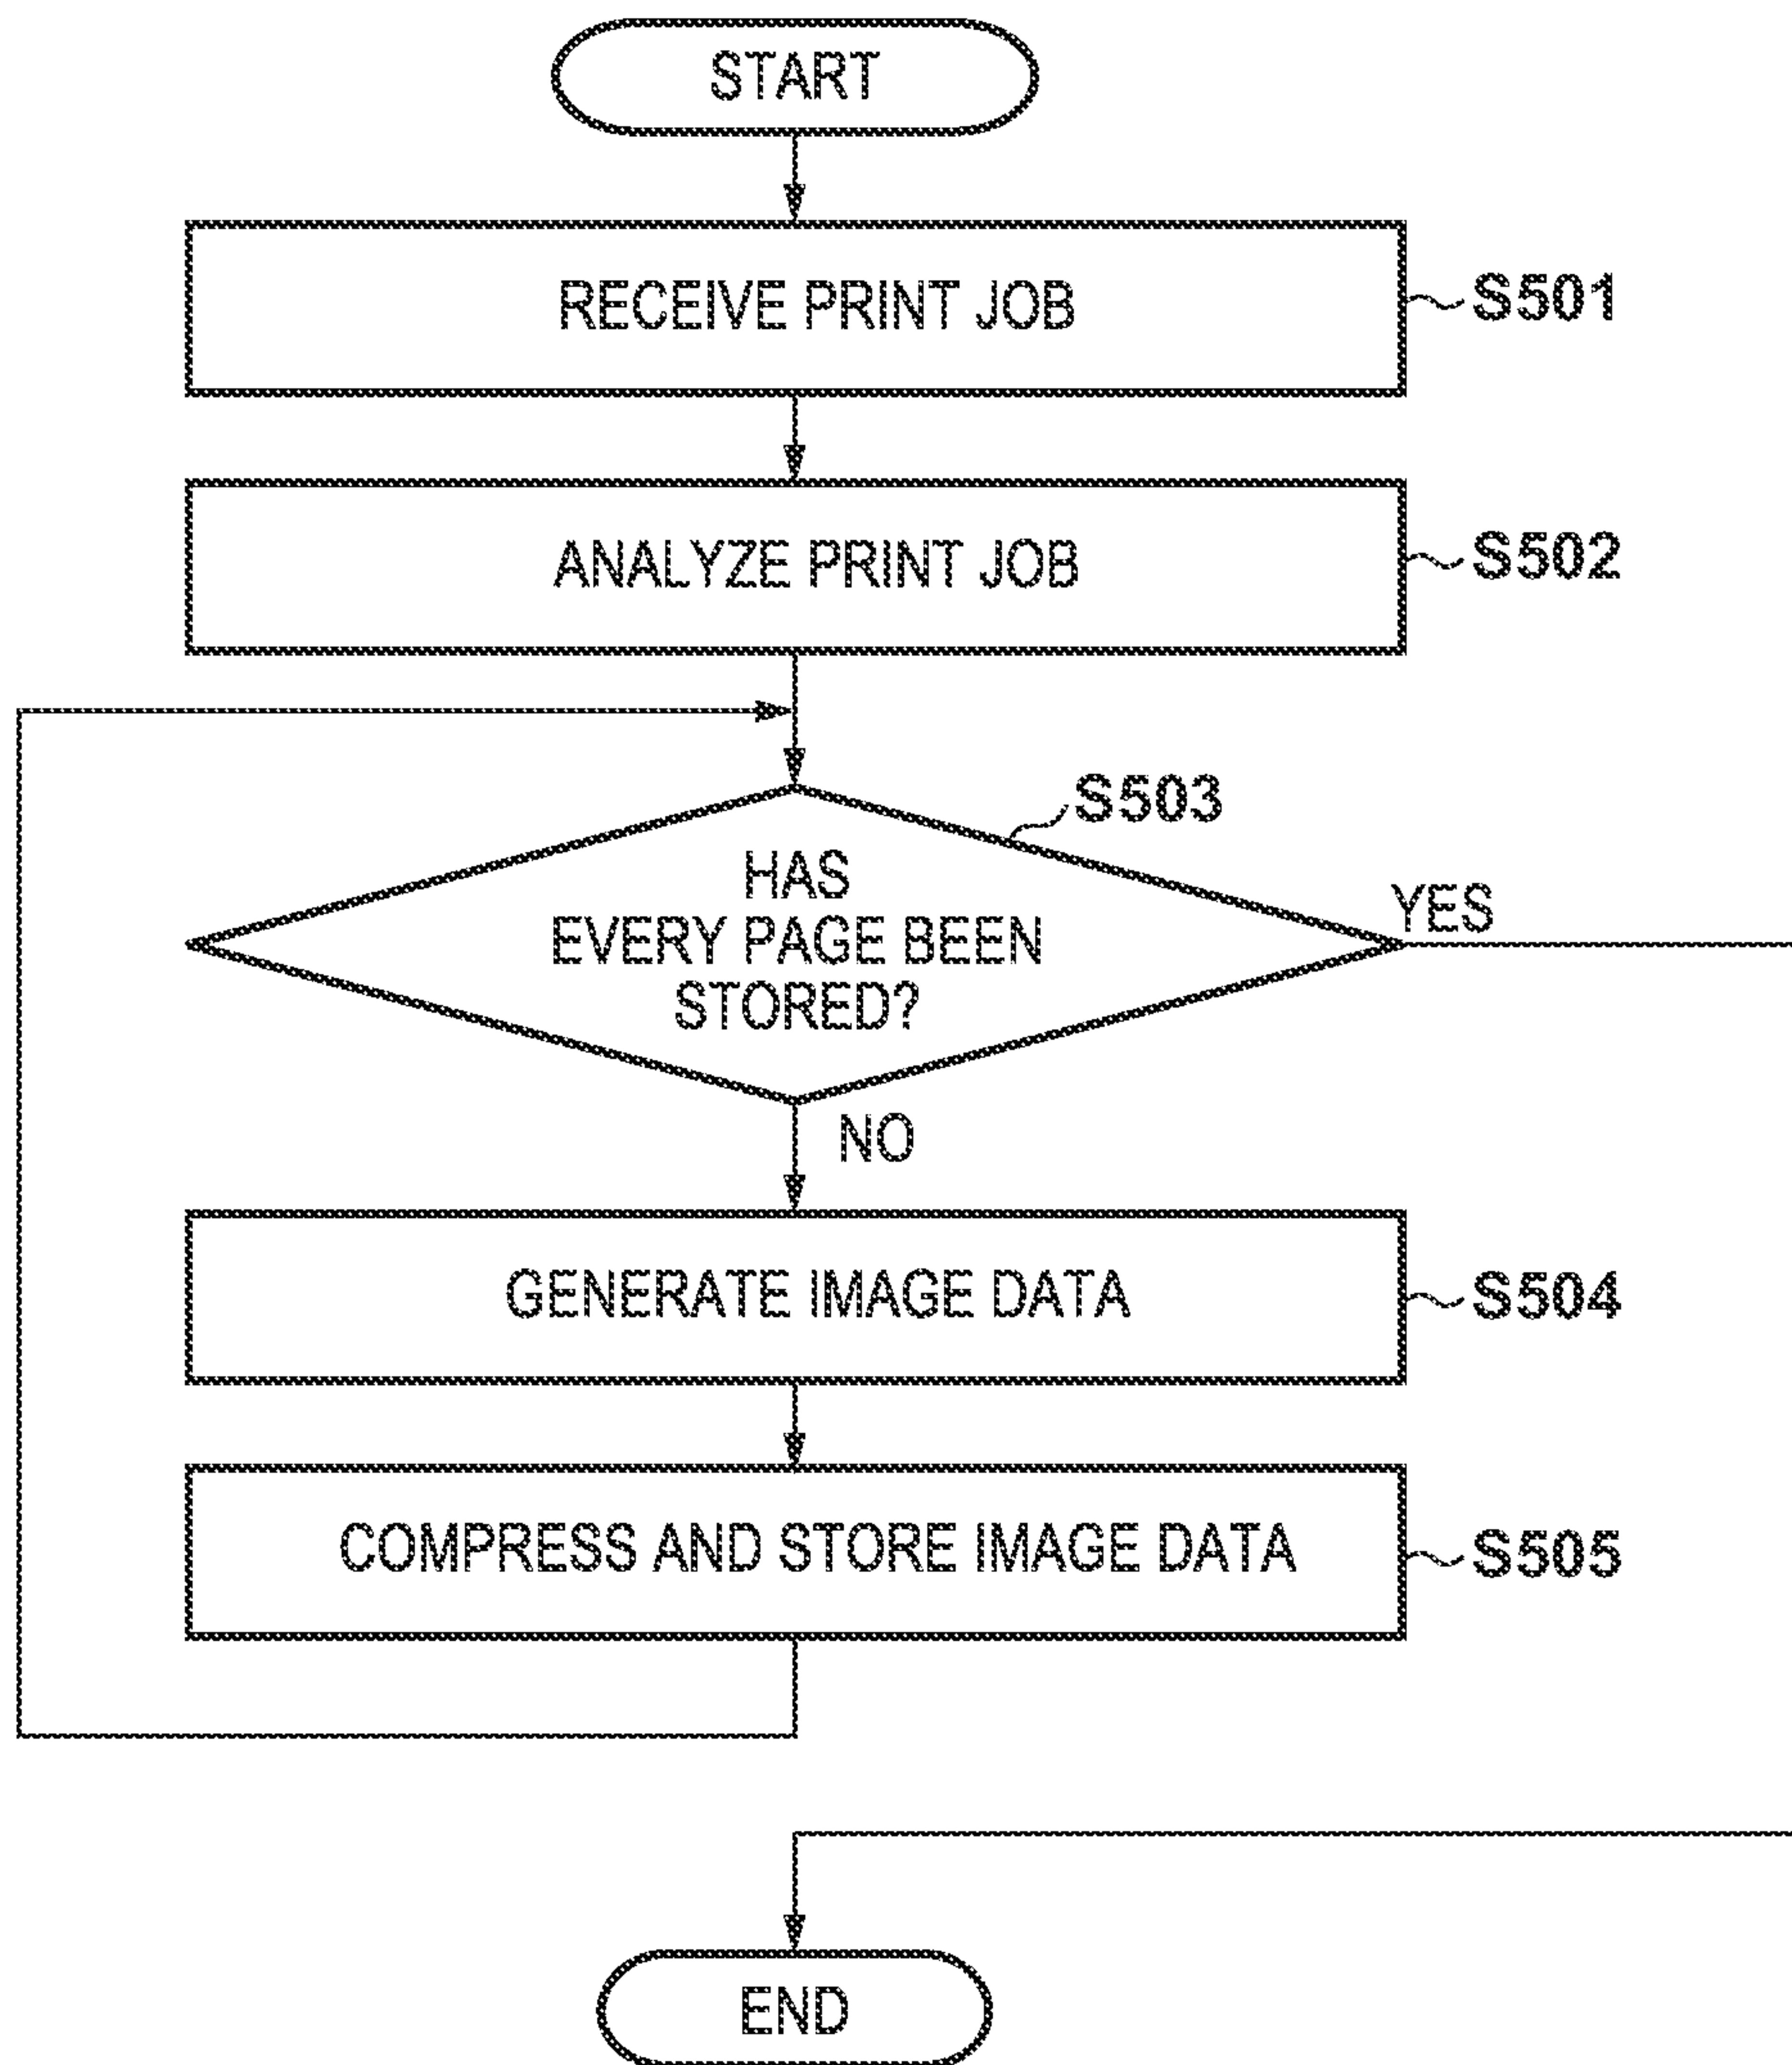 START
RECEIVE PRINT JOB
S501
ANALYZE PRINT JOB
S502
S503
HAS
EVERY PAGE BEEN
STORED?
YES
NO
GENERATE IMAGE DATA
S504
COMPRESS AND STORE IMAGE DATA
S505
END